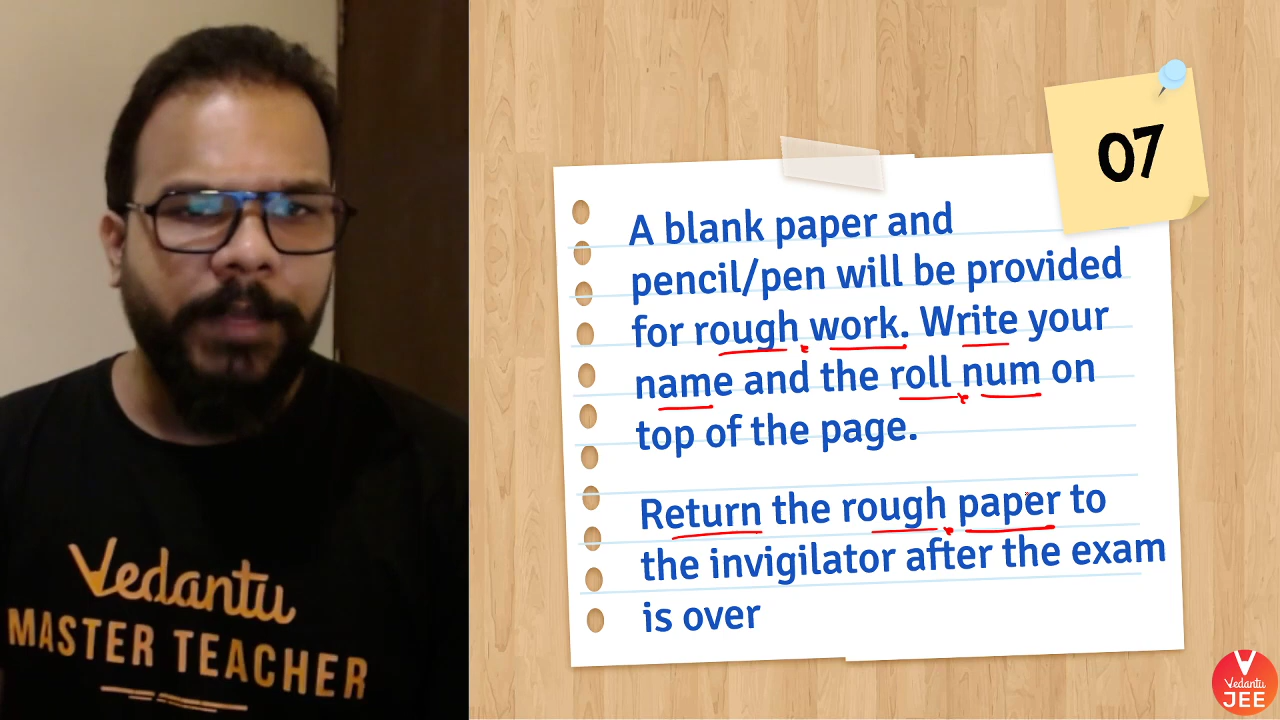 Vedantu
MASTER TEACHER
07
A blank paper and
pencil/pen will be provided
for rough work. Write your
name and the roll num on
top of the page.
Return the rough paper to
the invigilator after the exam
is over
V
Vedantu
JEE